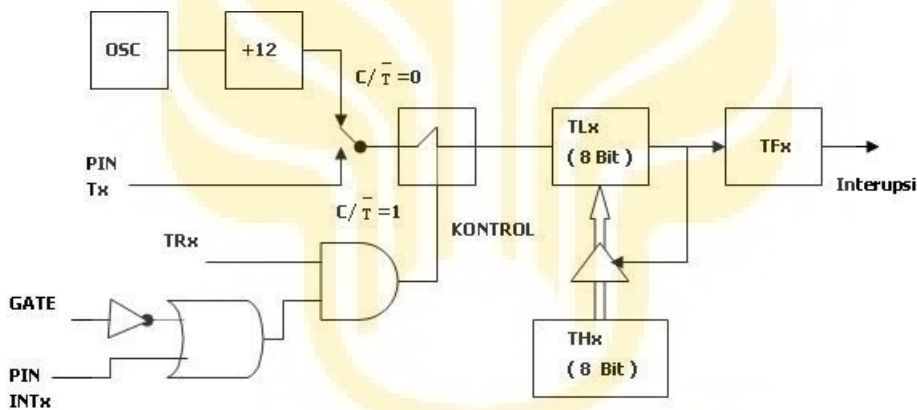 OSC
+12
C/T̅=0
PIN
Tx
C/T̅=1
KONTROL
TLx
( 8 Bit )
TFx
Interupsi
TRx
GATE
PIN
INTx
THx
( 8 Bit )